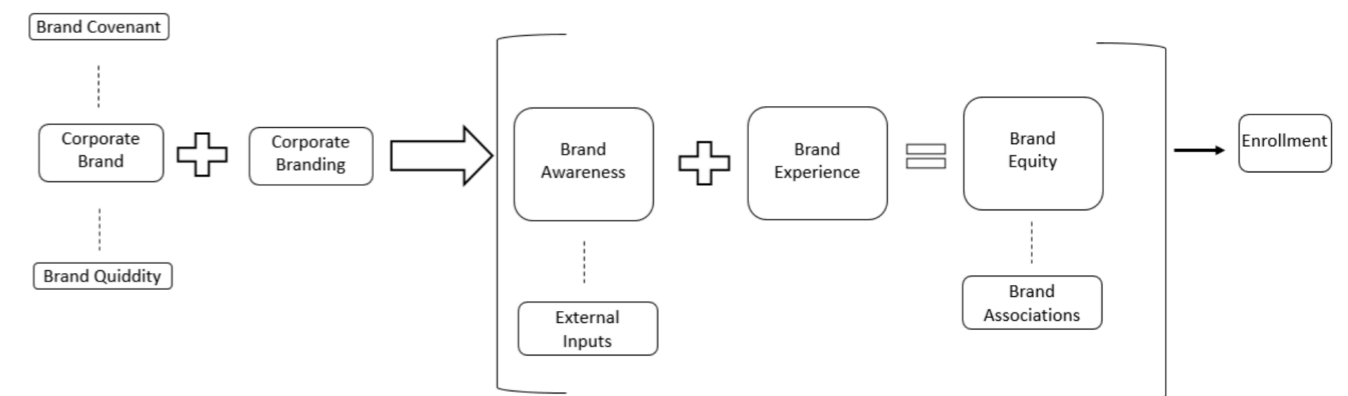 Brand Covenant
Corporate
Brand
Brand Quiddity
Corporate
Branding
Brand
Awareness
External
Inputs
Brand
Experience
Brand
Equity
Brand
Associations
Enrollment